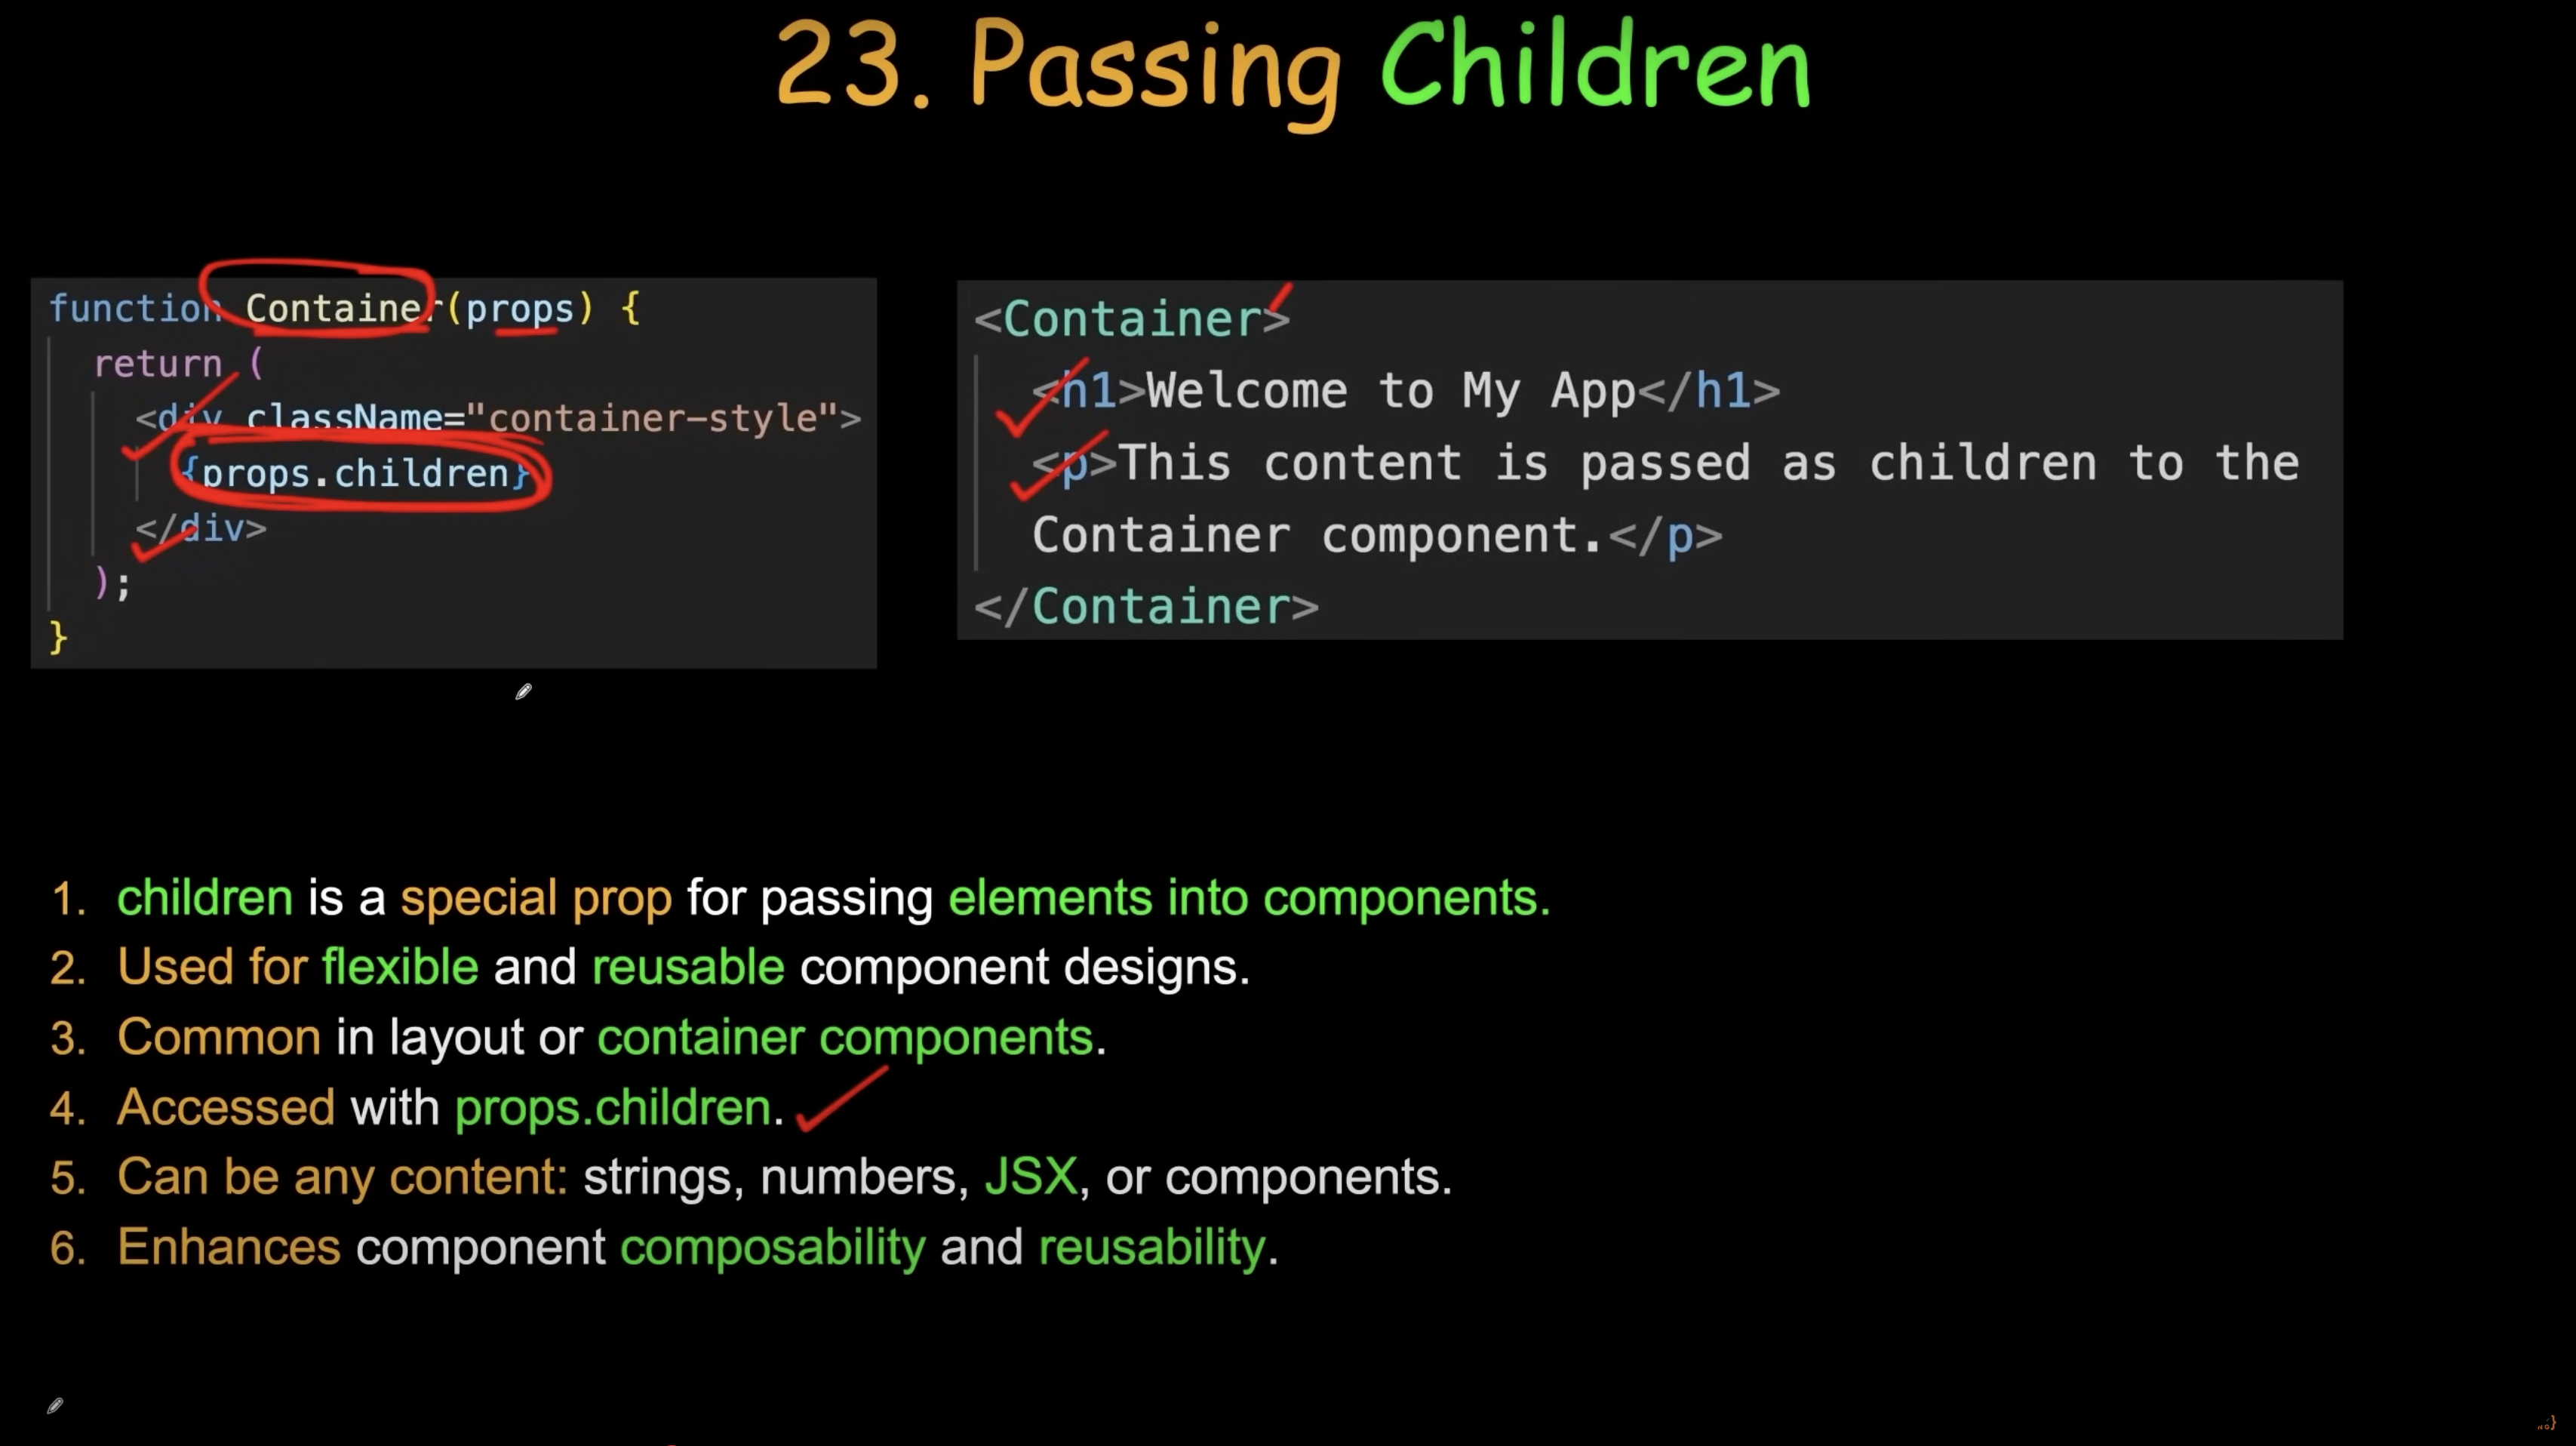 23. Passing Children
function Container(props) {
return (
<div className="container-style">
{props.children}
</div>
);
}
<Container>
<h1>Welcome to My App</h1>
<p>This content is passed as children to the
Container component.</p>
</Container>
1. children is a special prop for passing elements into components.
2. Used for flexible and reusable component designs.
3. Common in layout or container components.
4. Accessed with props.children.
5. Can be any content: strings, numbers, JSX, or components.
6. Enhances component composability and reusability.